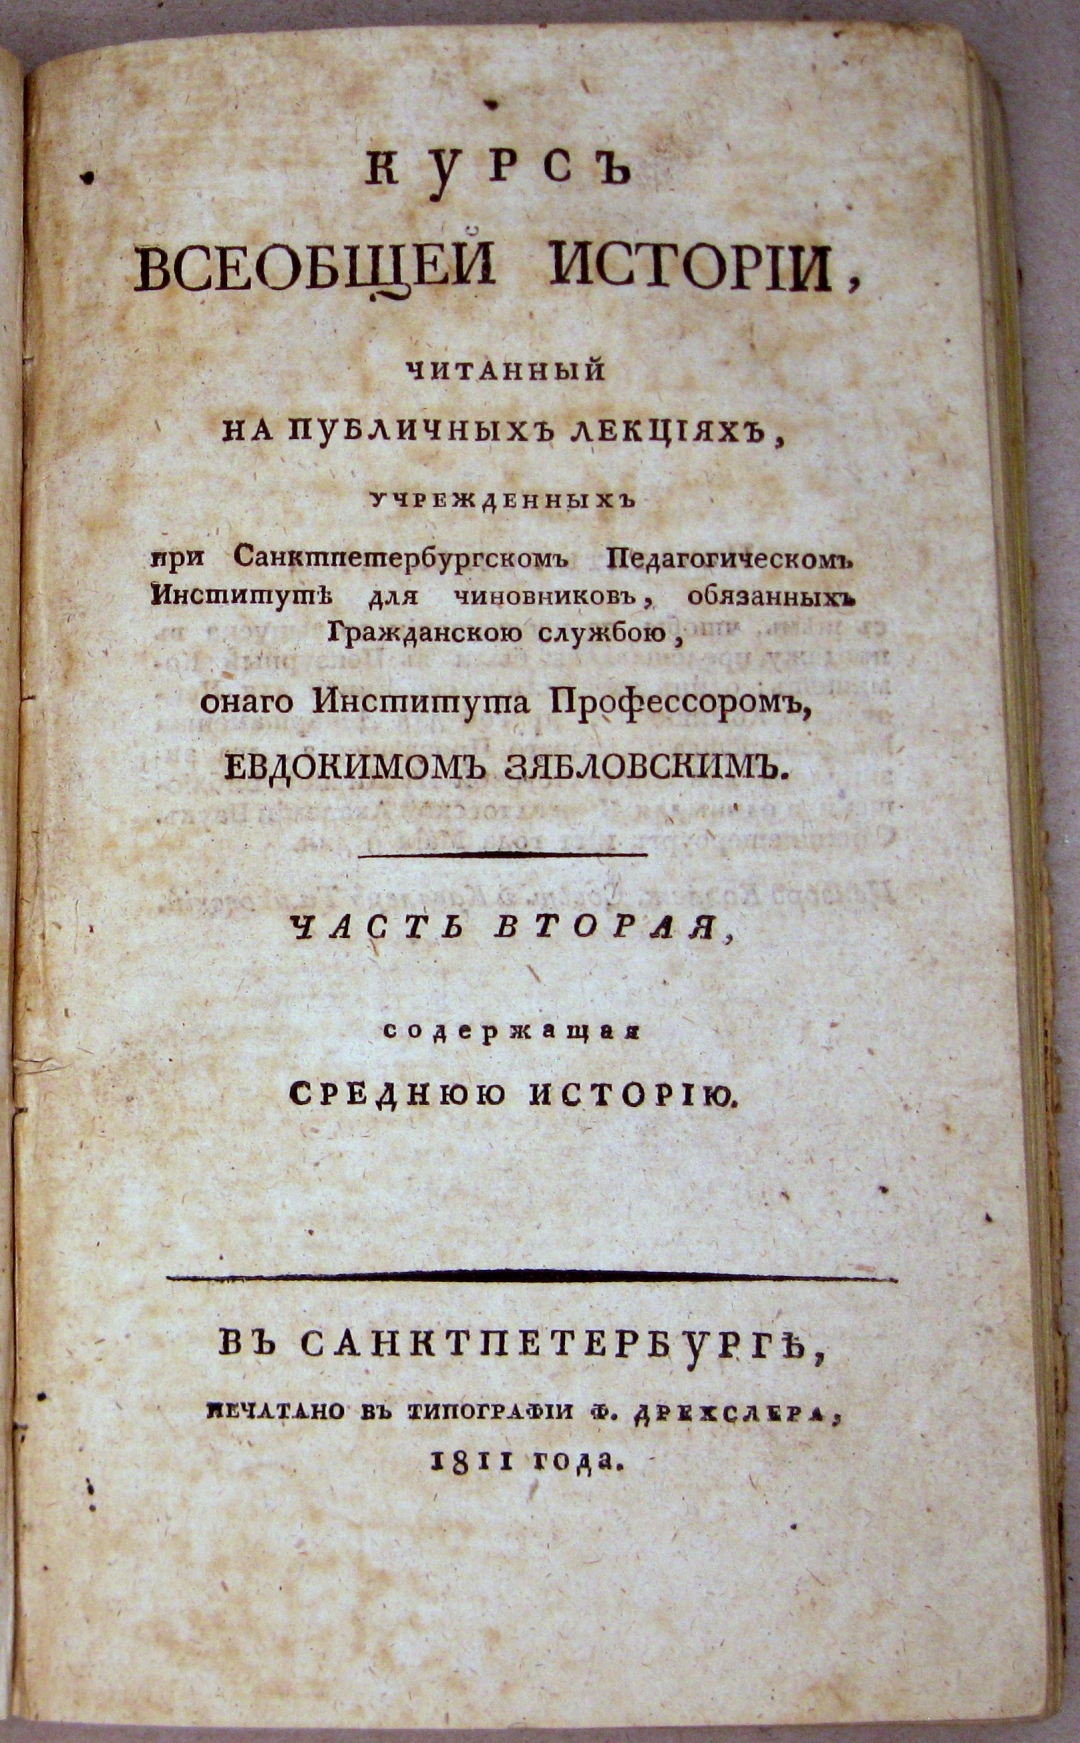 КУРСЪ
ВСЕОБЩЕЙ ИСТОРІИ,
ЧИТАННЫЙ
НА ПУБЛИЧНЫХЪ ЛЕКЦІЯХЪ,
УЧРЕЖДЕННЫХЪ
при Санктпетербургскомъ Педагогическомъ
Институтѣ для чиновниковъ, обязанныхъ
Гражданскою службою,
онаго Института Профессоромъ,
ЕВДОКИМОМЪ ЗЯБЛОВСКИМЪ.
ЧАСТЬ ВТОРАЯ,
содержащая
СРЕДНЮЮ ИСТОРІЮ.
ВЪ САНКТПЕТЕРБУРГѢ,
ПЕЧАТАНО ВЪ ТИПОГРАФІИ Ф. ДРЕХСЛЕРА,
1811 года.